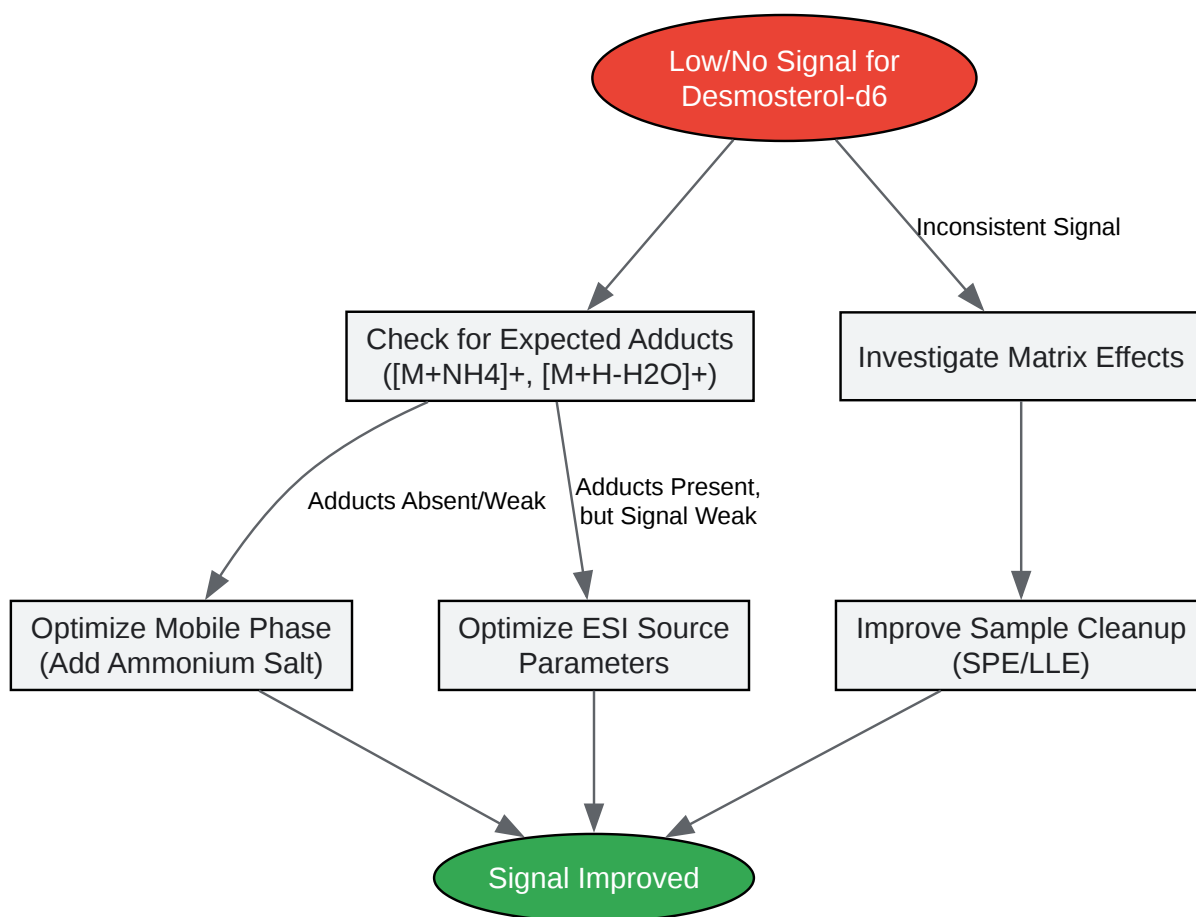 Low/No Signal for
Desmosterol-d6
Inconsistent Signal
Check for Expected Adducts
([M+NH4]+, [M+H-H2O]+)
Investigate Matrix Effects
Adducts Absent/Weak
Adducts Present,
but Signal Weak
Optimize Mobile Phase
(Add Ammonium Salt)
Optimize ESI Source
Parameters
Improve Sample Cleanup
(SPE/LLE)
Signal Improved